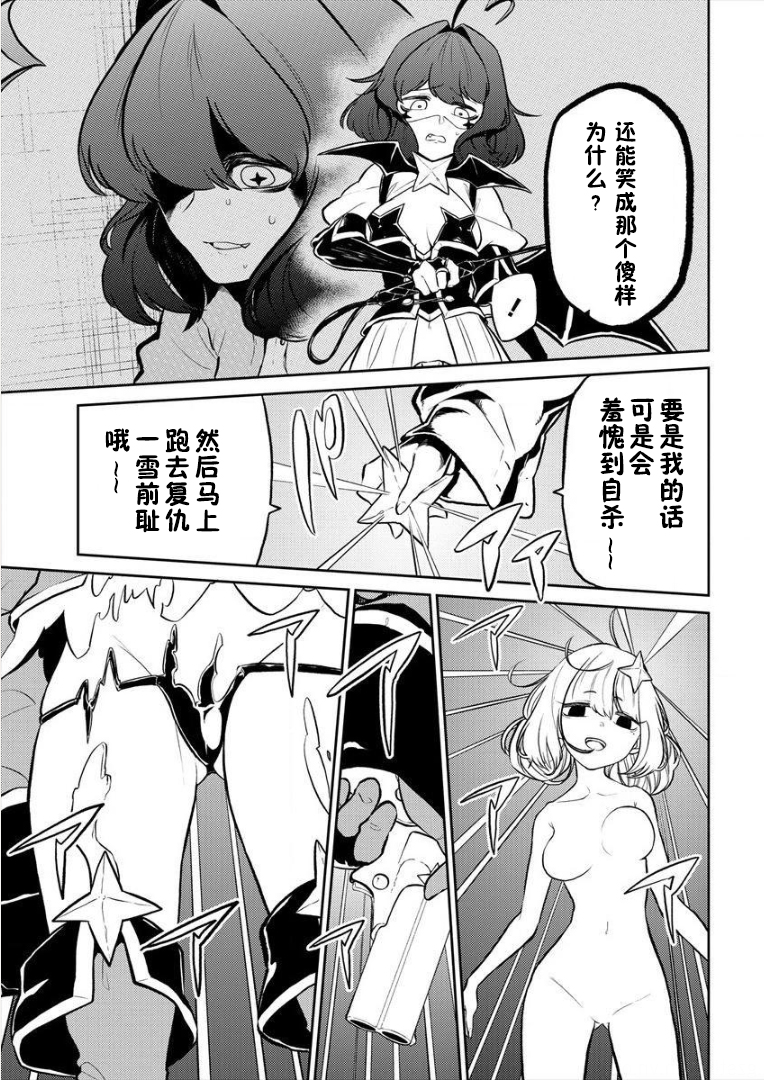 还能笑成那个傻样
为什么？
！
要是我的话
可是会
羞愧到自杀~
然后马上
跑去复仇
一雪前耻
哦~